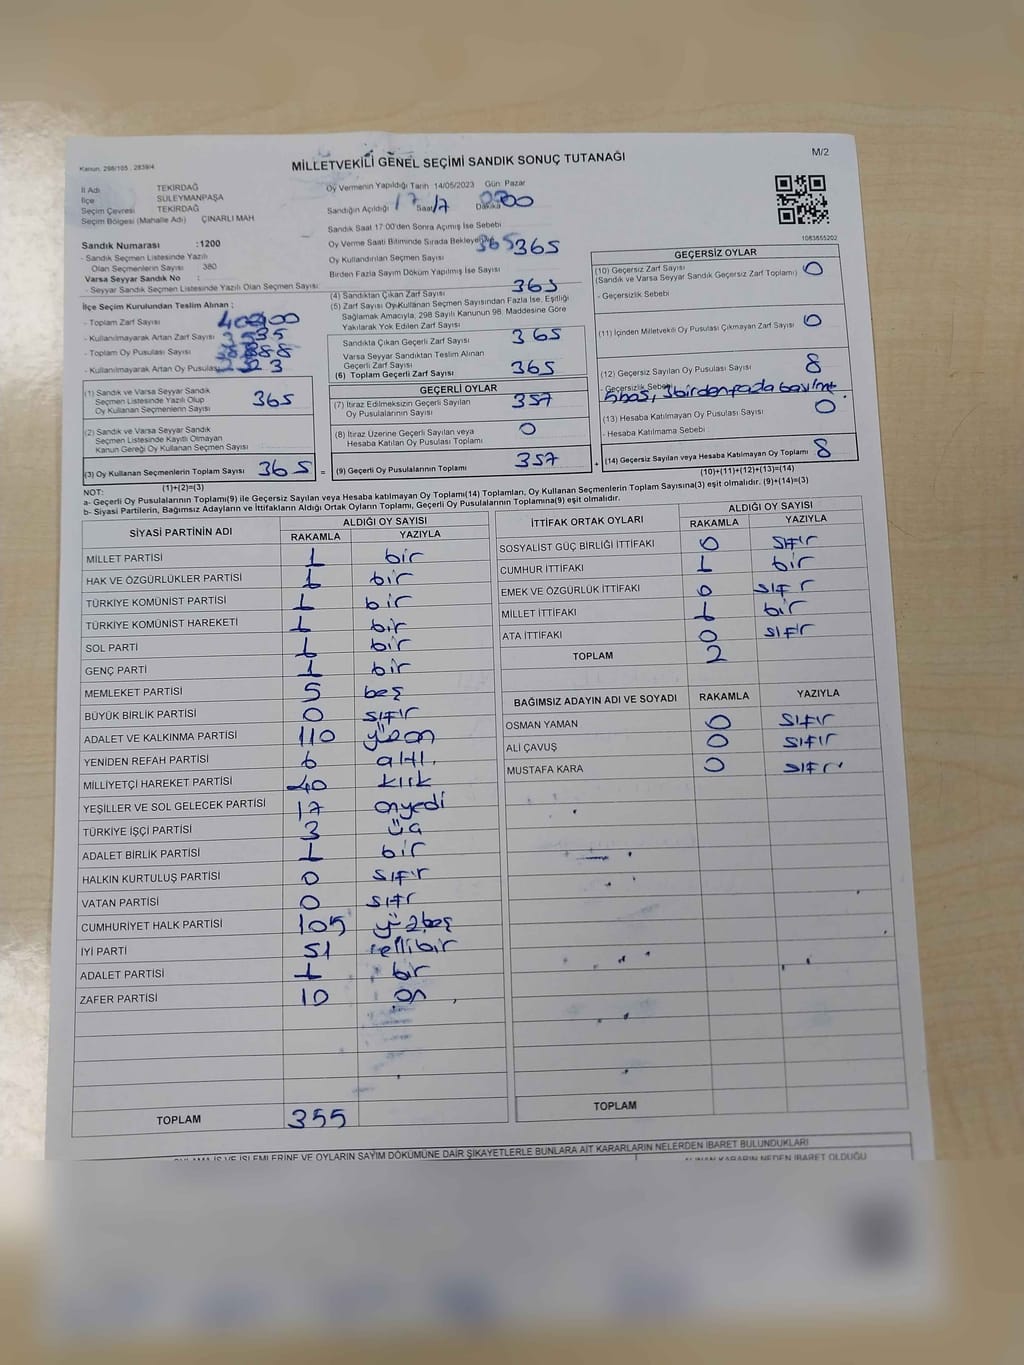 Kanun, 298/105 , 2839/4
MİLLETVEKİLİ GENEL SEÇİMİ SANDIK SONUÇ TUTANAĞI
M/2
İl Adı TEKİRDAĞ
İlçe SÜLEYMANPAŞA
Seçim Çevresi TEKİRDAĞ
Seçim Bölgesi (Mahalle Adı) ÇINARLI MAH
Oy Vermenin Yapıldığı Tarih 14/05/2023 Gün: Pazar
Sandığın Açıldığı 17 Saat 17 Dakika 00
Sandık Saat 17:00'den Sonra Açımış İse Sebebi
Oy Verme Saati Bitiminde Sırada Bekleyen
Oy Kullandırılan Seçmen Sayısı 365 365
Birden Fazla Sayım Döküm Yapılmış İse Sayısı
1063655202
Sandık Numarası :1200
- Sandık Seçmen Listesinde Yazılı
Olan Seçmenlerin Sayısı 380
Varsa Seyyar Sandık No :
- Seyyar Sandık Seçmen Listesinde Yazılı Olan Seçmen Sayısı:
İlçe Seçim Kurulundan Teslim Alınan ;
- Toplam Zarf Sayısı 400
- Kullanılmayarak Artan Zarf Sayısı 35
- Toplam Oy Pusulası Sayısı 388
- Kullanılmayarak Artan Oy Pusulası 23
(1) Sandık ve Varsa Seyyar Sandık
Seçmen Listesinde Yazılı Olup
Oy Kullanan Seçmenlerin Sayısı 365
(2) Sandık ve Varsa Seyyar Sandık
Seçmen Listesinde Kayıtlı Olmayan
Kanun Gereği Oy Kullanan Seçmen Sayısı
(3) Oy Kullanan Seçmenlerin Toplam Sayısı 365 =
(1)+(2)=(3)
(4) Sandıktan Çıkan Zarf Sayısı 365
(5) Zarf Sayısı Oy Kullanan Seçmen Sayısından Fazla İse, Eşitliği
Sağlamak Amacıyla, 298 Sayılı Kanunun 98. Maddesine Göre
Yakılarak Yok Edilen Zarf Sayısı
Sandıkta Çıkan Geçerli Zarf Sayısı 365
Varsa Seyyar Sandıktan Teslim Alınan
Geçerli Zarf Sayısı
(6) Toplam Geçerli Zarf Sayısı 365
GEÇERLİ OYLAR
(7) İtiraz Edilmeksizin Geçerli Sayılan
Oy Pusulalarının Sayısı 357
(8) İtiraz Üzerine Geçerli Sayılan veya
Hesaba Katılan Oy Pusulası Toplamı 0
(9) Geçerli Oy Pusulalarının Toplamı 357 +
GEÇERSİZ OYLAR
(10) Geçersiz Zarf Sayısı 0
(Sandık ve Varsa Seyyar Sandık Geçersiz Zarf Toplamı)
- Geçersizlik Sebebi
(11) İçinden Milletvekili Oy Pusulası Çıkmayan Zarf Sayısı 0
(12) Geçersiz Sayılan Oy Pusulası Sayısı 8
- Geçersizlik Sebebi 5 boş, 3 birden fazla basılmış.
(13) Hesaba Katılmayan Oy Pusulası Sayısı 0
- Hesaba Katılmama Sebebi
(14) Geçersiz Sayılan veya Hesaba Katılmayan Oy Toplamı 8
(10)+(11)+(12)+(13)=(14)
NOT:
a- Geçerli Oy Pusulalarının Toplamı(9) ile Geçersiz Sayılan veya Hesaba katılmayan Oy Toplamı(14) Toplamları, Oy Kullanan Seçmenlerin Toplam Sayısına(3) eşit olmalıdır. (9)+(14)=(3)
b- Siyasi Partilerin, Bağımsız Adayların ve İttifakların Aldığı Ortak Oyların Toplamı, Geçerli Oy Pusulalarının Toplamına(9) eşit olmalıdır.
SİYASİ PARTİNİN ADI ALDIĞI OY SAYISI
RAKAMLA YAZIYLA
MİLLET PARTİSİ 1 bir
HAK VE ÖZGÜRLÜKLER PARTİSİ 1 bir
TÜRKİYE KOMÜNİST PARTİSİ 1 bir
TÜRKİYE KOMÜNİST HAREKETİ 1 bir
SOL PARTİ 1 bir
GENÇ PARTİ 1 bir
MEMLEKET PARTİSİ 5 beş
BÜYÜK BİRLİK PARTİSİ 0 sıfır
ADALET VE KALKINMA PARTİSİ 110 yüzon
YENİDEN REFAH PARTİSİ 6 altı
MİLLİYETÇİ HAREKET PARTİSİ 40 kırk
YEŞİLLER VE SOL GELECEK PARTİSİ 17 onyedi
TÜRKİYE İŞÇİ PARTİSİ 3 üç
ADALET BİRLİK PARTİSİ 1 bir
HALKIN KURTULUŞ PARTİSİ 0 sıfır
VATAN PARTİSİ 0 sıfır
CUMHURİYET HALK PARTİSİ 105 yüzbeş
İYİ PARTİ 51 ellibir
ADALET PARTİSİ 1 bir
ZAFER PARTİSİ 10 on
TOPLAM 355
İTTİFAK ORTAK OYLARI ALDIĞI OY SAYISI
RAKAMLA YAZIYLA
SOSYALİST GÜÇ BİRLİĞİ İTTİFAKI 0 sıfır
CUMHUR İTTİFAKI 1 bir
EMEK VE ÖZGÜRLÜK İTTİFAKI 0 sıfır
MİLLET İTTİFAKI 1 bir
ATA İTTİFAKI 0 sıfır
TOPLAM 2
BAĞIMSIZ ADAYIN ADI VE SOYADI RAKAMLA YAZIYLA
OSMAN YAMAN 0 sıfır
ALİ ÇAVUŞ 0 sıfır
MUSTAFA KARA 0 sıfır
TOPLAM
İŞ VE İŞLEMLERİNE VE OYLARIN SAYIM DÖKÜMÜNE DAİR ŞİKAYETLERLE BUNLARA AİT KARARLARIN NELERDEN İBARET BULUNDUKLARI
ALINAN KARARIN NEDEN İBARET OLDUĞU